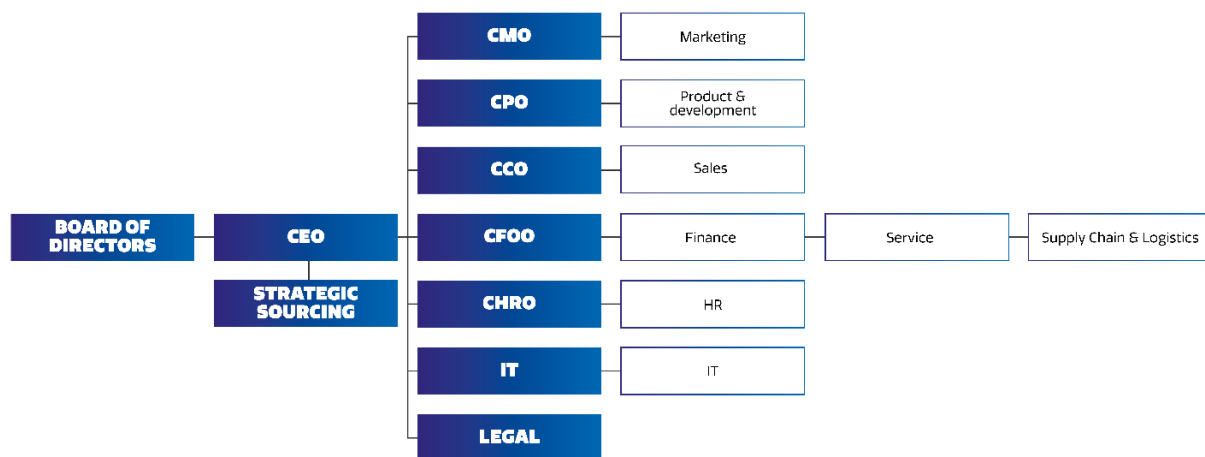 CMO
Marketing
CPO
Product &
development
CCO
Sales
BOARD OF
DIRECTORS
CEO
CFOO
Finance
Service
Supply Chain & Logistics
STRATEGIC
SOURCING
CHRO
HR
IT
IT
LEGAL